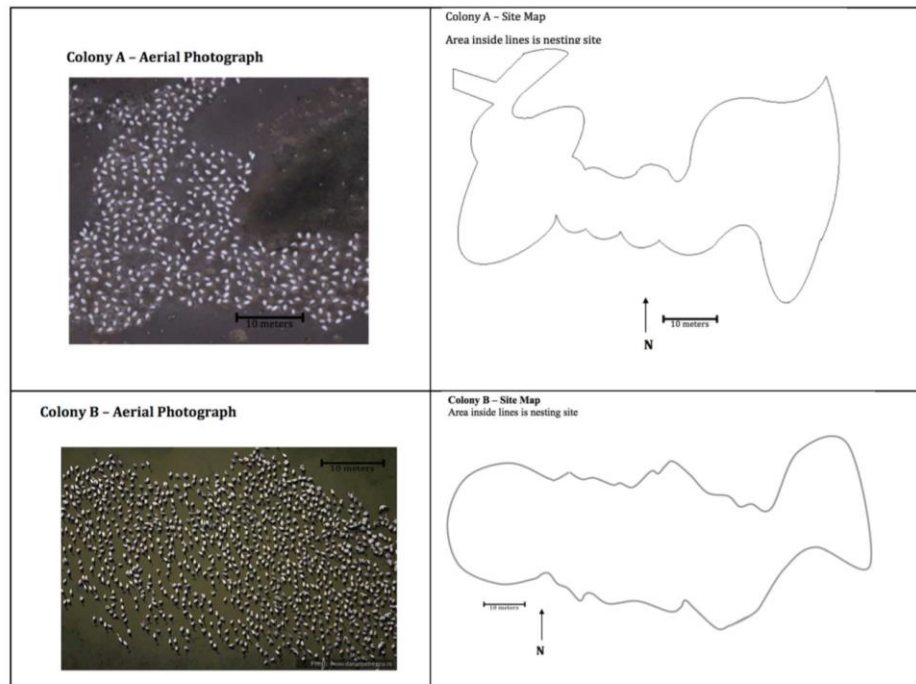 Colony A – Aerial Photograph
10 meters
Colony A – Site Map
Area inside lines is nesting site
10 meters
N
Colony B – Aerial Photograph
10 meters
Colony B – Site Map
Area inside lines is nesting site
10 meters
N